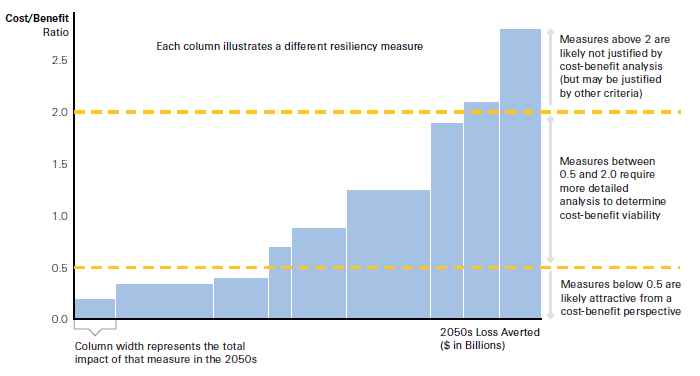 Cost/Benefit
Ratio
Each column illustrates a different resiliency measure
2.5
2.0
1.5
1.0
0.5
0.0
Measures above 2 are
likely not justified by
cost-benefit analysis
(but may be justified
by other criteria)
Measures between
0.5 and 2.0 require
more detailed
analysis to determine
cost-benefit viability
Measures below 0.5 are
likely attractive from a
cost-benefit perspective
2050s Loss Averted
($ in Billions)
Column width represents the total
impact of that measure in the 2050s